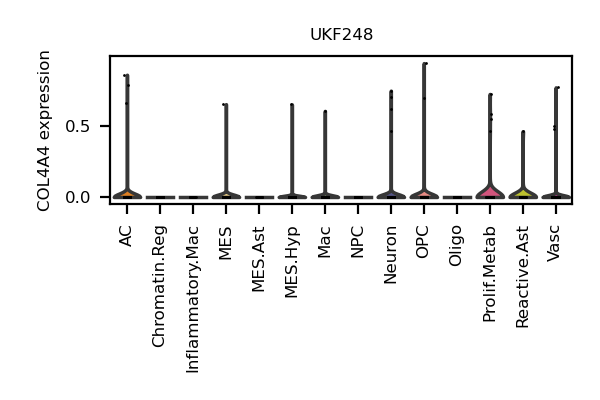 UKF248
COL4A4 expression
0.5
0.0
AC
Chromatin.Reg
Inflammatory.Mac
MES
MES.Ast
MES.Hyp
Mac
NPC
Neuron
OPC
Oligo
Prolif.Metab
Reactive.Ast
Vasc